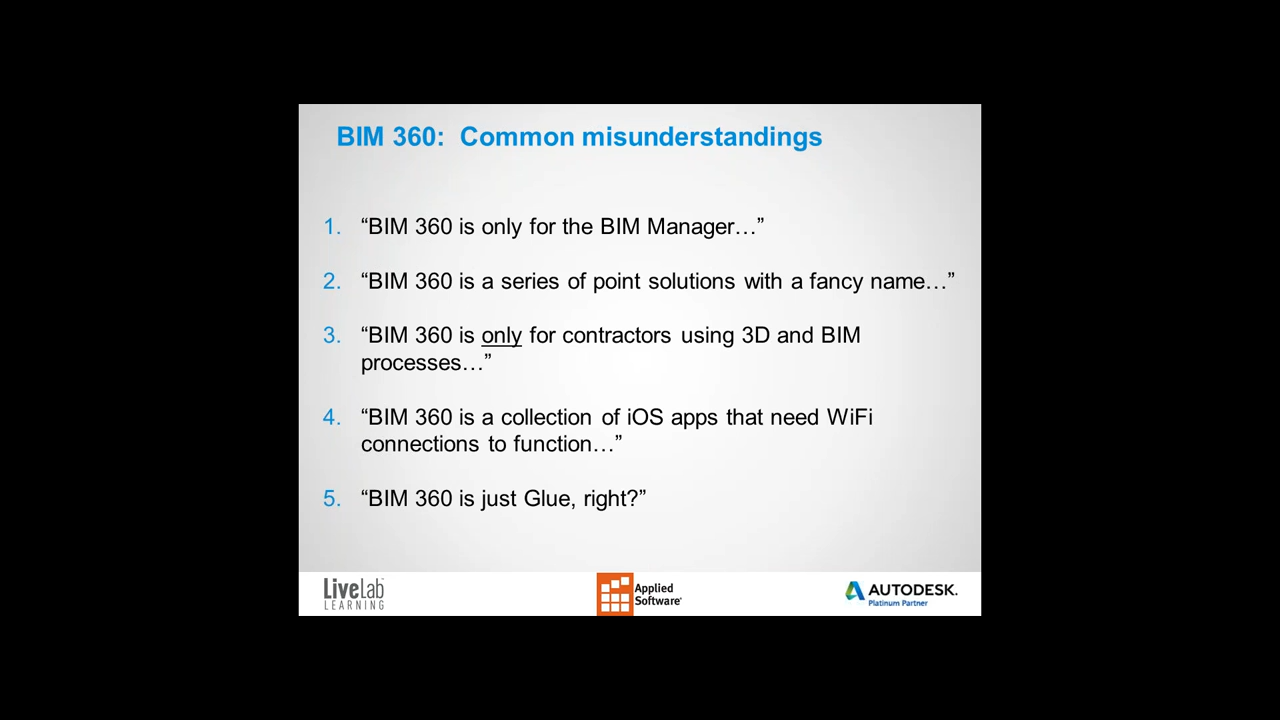 BIM 360:  Common misunderstandings
1. “BIM 360 is only for the BIM Manager…”
2. “BIM 360 is a series of point solutions with a fancy name…”
3. “BIM 360 is only for contractors using 3D and BIM
processes…”
4. “BIM 360 is a collection of iOS apps that need WiFi
connections to function…”
5. “BIM 360 is just Glue, right?”
LiveLab
LEARNING
Applied
Software
AUTODESK.
Platinum Partner